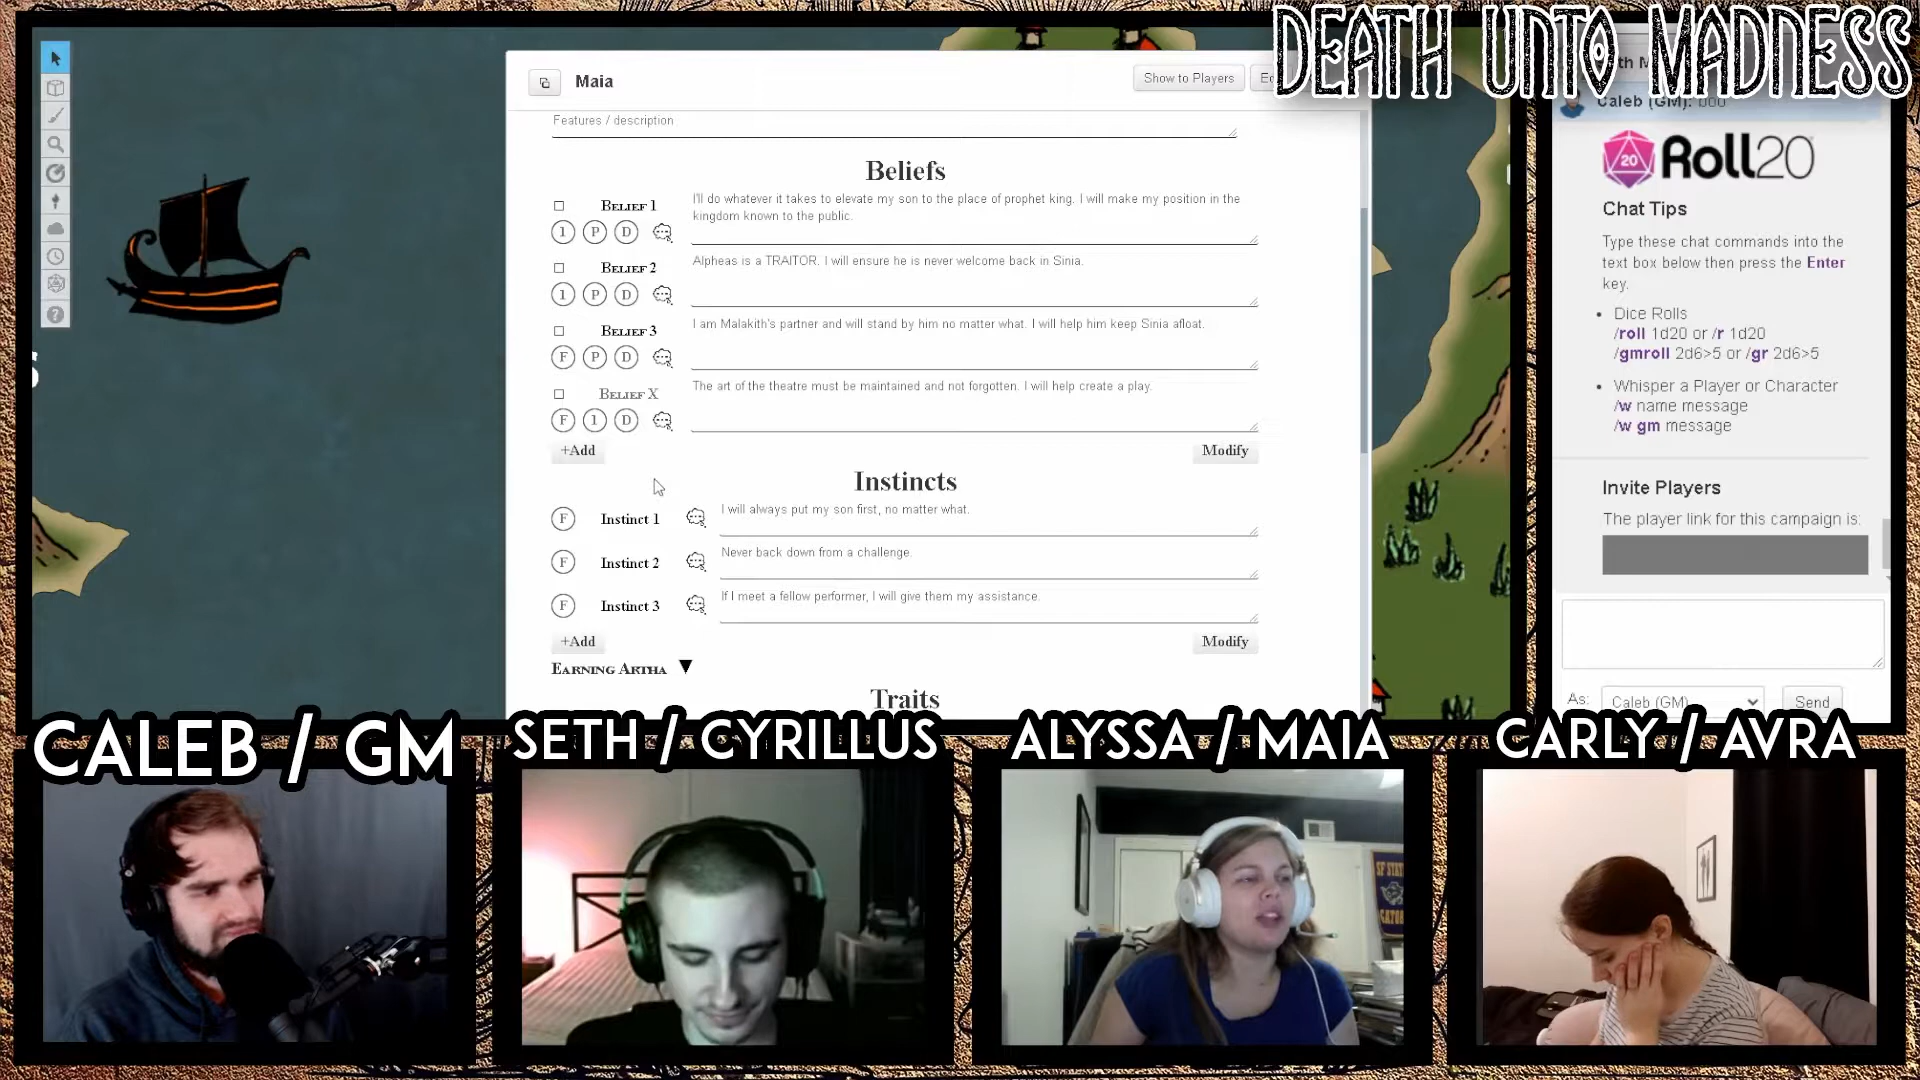 DEATH UNTO MADNESS
Maia
Show to Players
Caleb (GM):
Features / description
Beliefs
Belief 1
I'll do whatever it takes to elevate my son to the place of prophet king. I will make my position in the
kingdom known to the public.
I P D
Belief 2
Alpheas is a TRAITOR. I will ensure he is never welcome back in Sinia.
I P D
Belief 3
I am Malakith's partner and will stand by him no matter what. I will help him keep Sinia afloat.
F P D
Belief X
The art of the theatre must be maintained and not forgotten. I will help create a play.
F I D
+Add
Modify
Instincts
F Instinct 1 I will always put my son first, no matter what.
F Instinct 2 Never back down from a challenge.
F Instinct 3 If I meet a fellow performer, I will give them my assistance.
+Add
Modify
Earning Artha ▼
Traits
20 Roll20
Chat Tips
Type these chat commands into the
text box below then press the Enter
key.
• Dice Rolls
/roll 1d20 or /r 1d20
/gmroll 2d6>5 or /gr 2d6>5
• Whisper a Player or Character
/w name message
/w gm message
Invite Players
The player link for this campaign is:
As: Caleb (GM) Send
CALEB / GM
SETH / CYRILLUS
ALYSSA / MAIA
CARLY / AVRA
SF STATE
GATORS